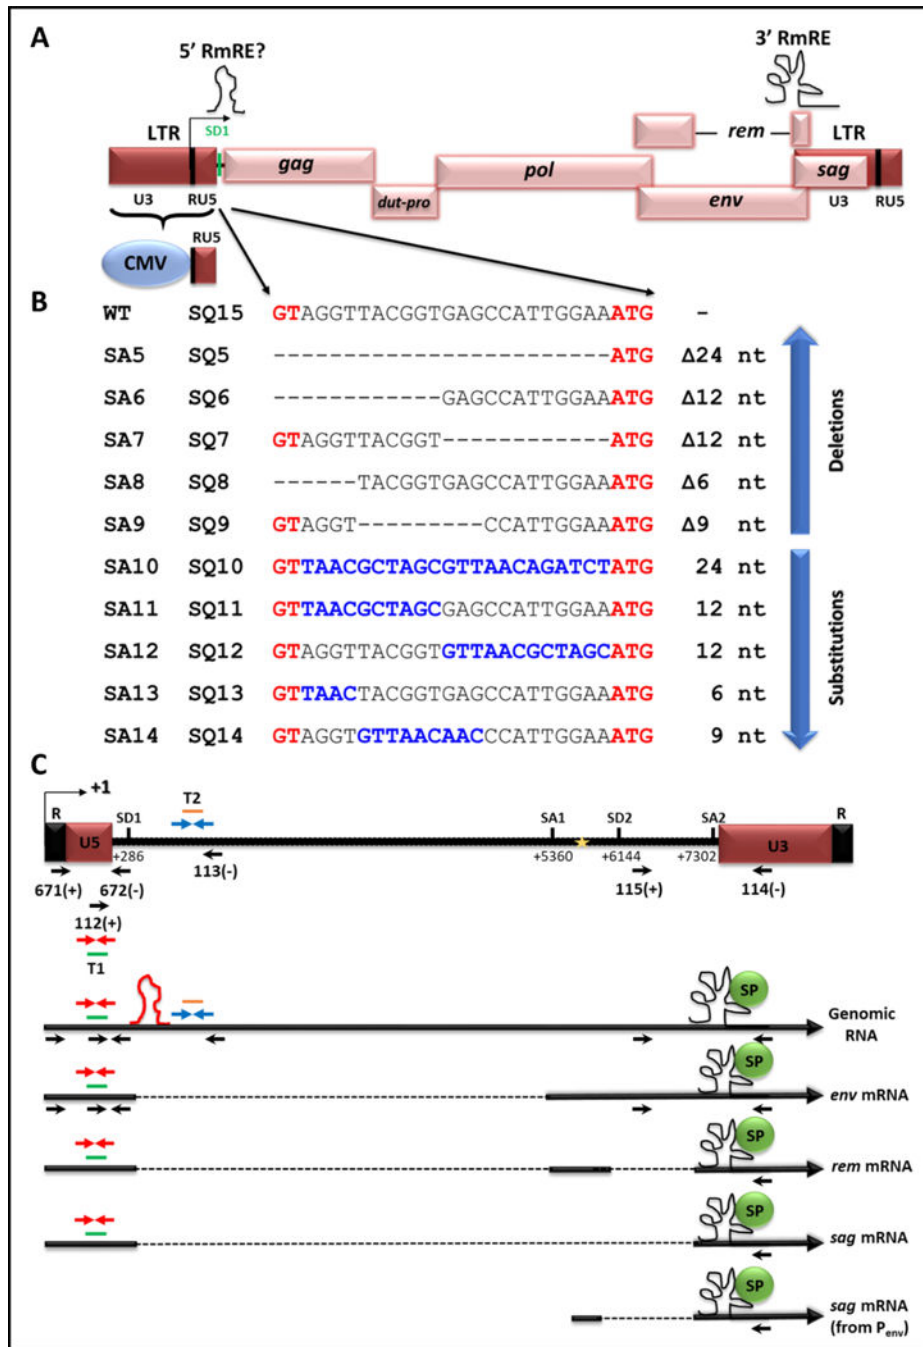 A
5' RmRE?
3' RmRE
LTR
SD1
rem
LTR
gag
pol
sag
dut-pro
env
U3
RU5
U3
RU5
CMV
RU5
B
WT SQ15 GTAGGTTACGGTGAGCCATTGGAAATG –
SA5 SQ5 ------------------------ATG Δ24 nt
SA6 SQ6 ------------GAGCCATTGGAAATG Δ12 nt
SA7 SQ7 GTAGGTTACGGT------------ATG Δ12 nt
SA8 SQ8 ------TACGGTGAGCCATTGGAAATG Δ6 nt
SA9 SQ9 GTAGGT---------CCATTGGAAATG Δ9 nt
Deletions
SA10 SQ10 GTTAACGCTAGCGTTAACAGATCTATG 24 nt
SA11 SQ11 GTTAACGCTAGCGAGCCATTGGAAATG 12 nt
SA12 SQ12 GTAGGTTACGGTGTTAACGCTAGCATG 12 nt
SA13 SQ13 GTTAACTACGGTGAGCCATTGGAAATG 6 nt
SA14 SQ14 GTAGGTGTTAACAACCCATTGGAAATG 9 nt
Substitutions
C
+1
T2
R
U5
SD1
SA1
SD2
SA2
U3
R
+286
+5360
+6144
+7302
113(-)
115(+)
114(-)
671(+)
672(-)
112(+)
T1
SP
Genomic
RNA
SP
env mRNA
SP
rem mRNA
SP
sag mRNA
SP
sag mRNA
(from Penv)